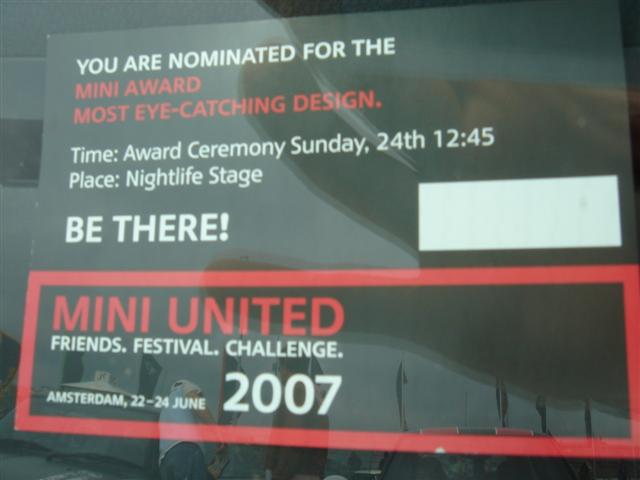 YOU ARE NOMINATED FOR THE
MINI AWARD
MOST EYE-CATCHING DESIGN.
Time: Award Ceremony Sunday, 24th 12:45
Place: Nightlife Stage
BE THERE!
MINI UNITED
FRIENDS. FESTIVAL. CHALLENGE.
AMSTERDAM, 22–24 JUNE 2007